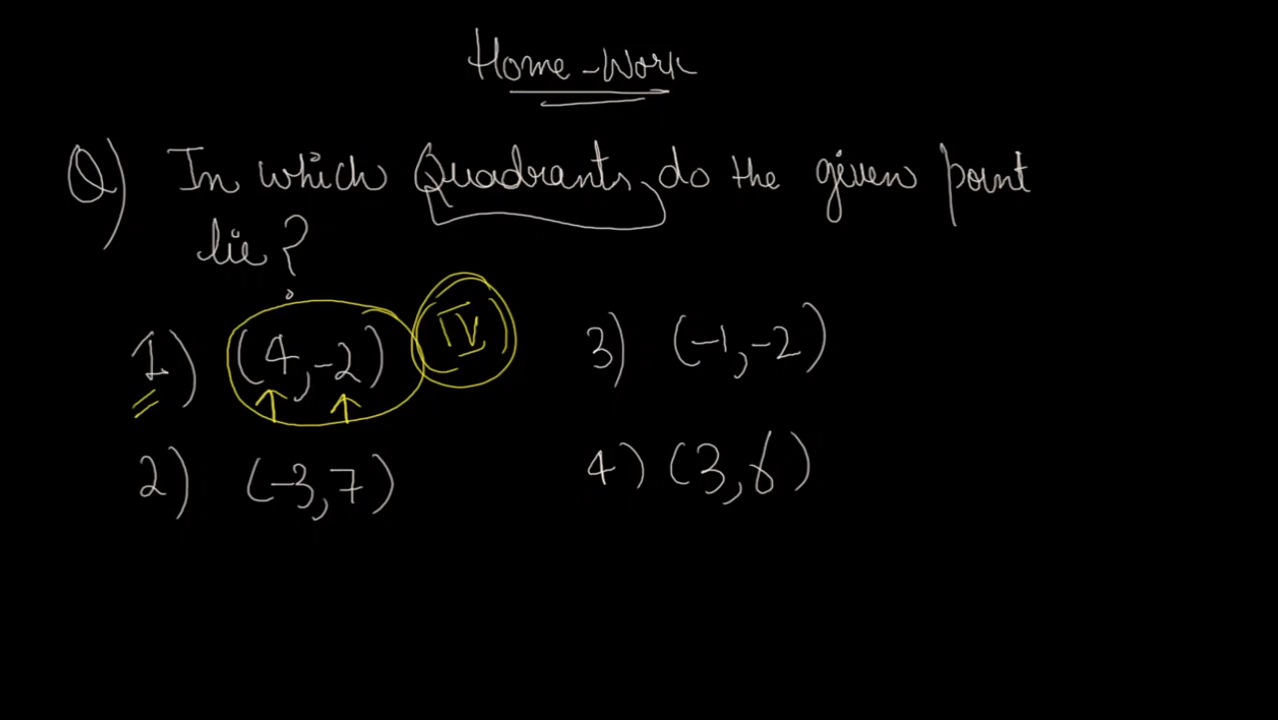 Home-Work
Q) In which Quadrants do the given point
lie?
1) (4,-2) IV
2) (-3,7)
3) (-1,-2)
4) (3,6)